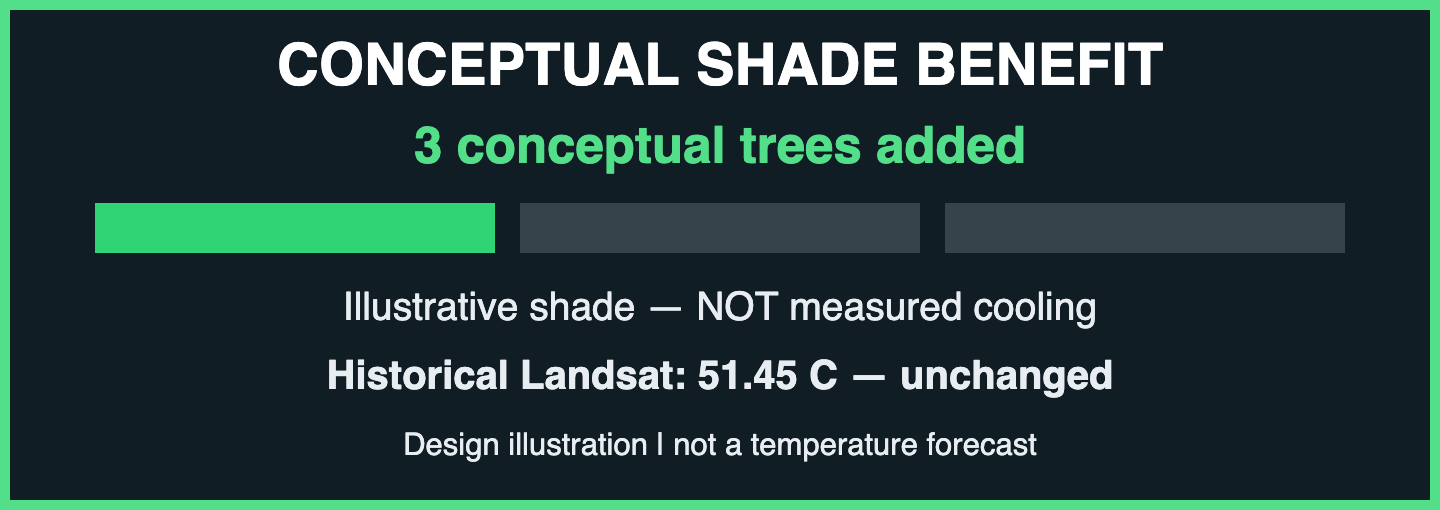 CONCEPTUAL SHADE BENEFIT
3 conceptual trees added
Illustrative shade — NOT measured cooling
Historical Landsat: 51.45 C — unchanged
Design illustration | not a temperature forecast